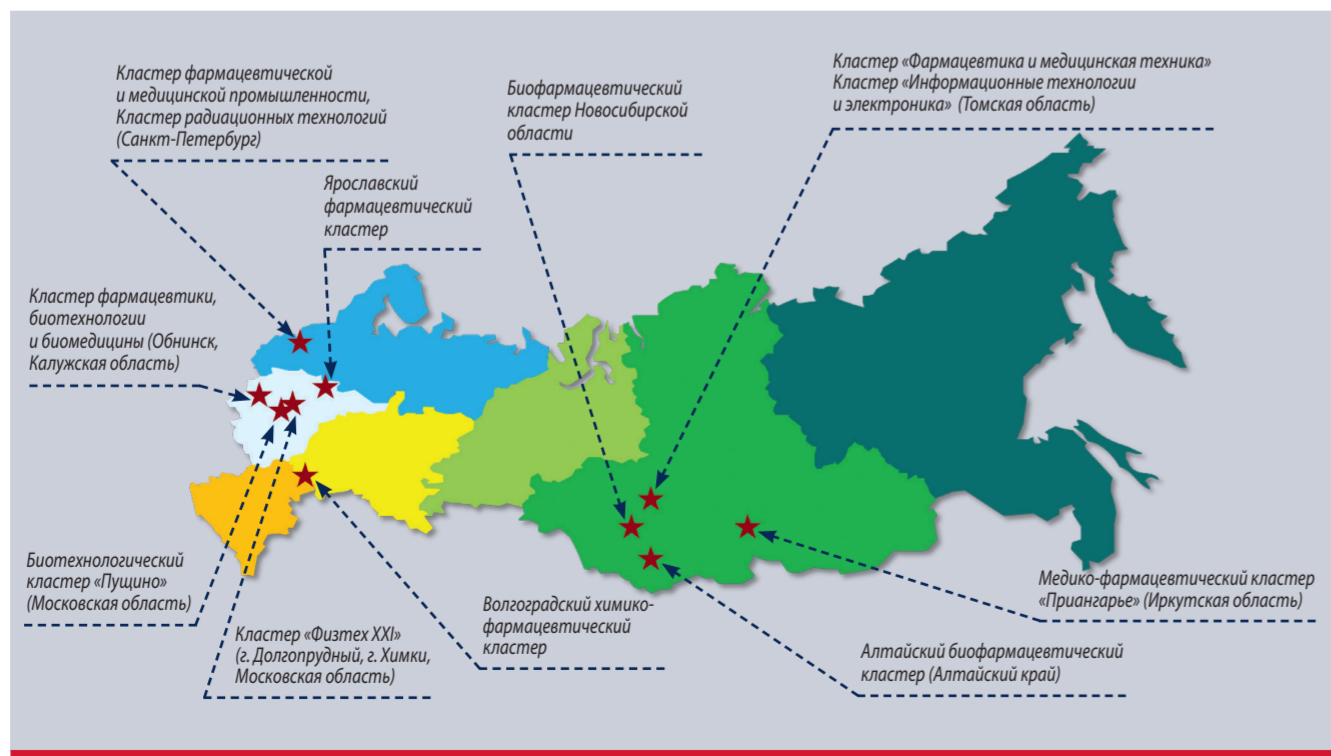 Кластер фармацевтической
и медицинской промышленности,
Кластер радиационных технологий
(Санкт-Петербург)
Биофармацевтический
кластер Новосибирской
области
Кластер «Фармацевтика и медицинская техника»
Кластер «Информационные технологии
и электроника» (Томская область)
Ярославский
фармацевтический
кластер
Кластер фармацевтики,
биотехнологии
и биомедицины (Обнинск,
Калужская область)
Биотехнологический
кластер «Пущино»
(Московская область)
Кластер «Физтех XXI»
(г. Долгопрудный, г. Химки,
Московская область)
Волгоградский химико-
фармацевтический
кластер
Алтайский биофармацевтический
кластер (Алтайский край)
Медико-фармацевтический кластер
«Приангарье» (Иркутская область)